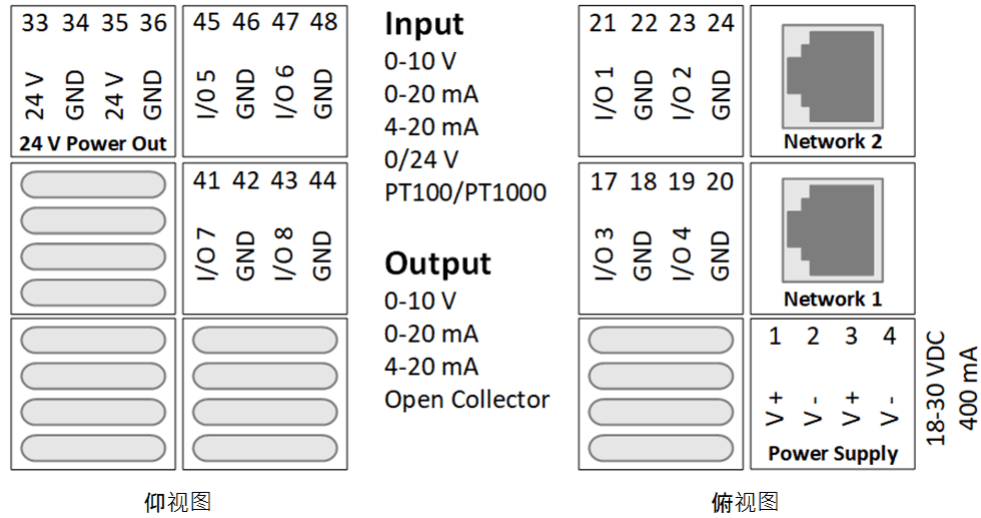 33 34 35 36
24 V GND 24 V GND
24 V Power Out
45 46 47 48
I/O 5 GND I/O 6 GND
41 42 43 44
I/O 7 GND I/O 8 GND
仰视图
Input
0-10 V
0-20 mA
4-20 mA
0/24 V
PT100/PT1000
Output
0-10 V
0-20 mA
4-20 mA
Open Collector
21 22 23 24
I/O 1 GND I/O 2 GND
Network 2
17 18 19 20
I/O 3 GND I/O 4 GND
Network 1
1 2 3 4
V + V - V + V -
Power Supply
18-30 VDC
400 mA
俯视图